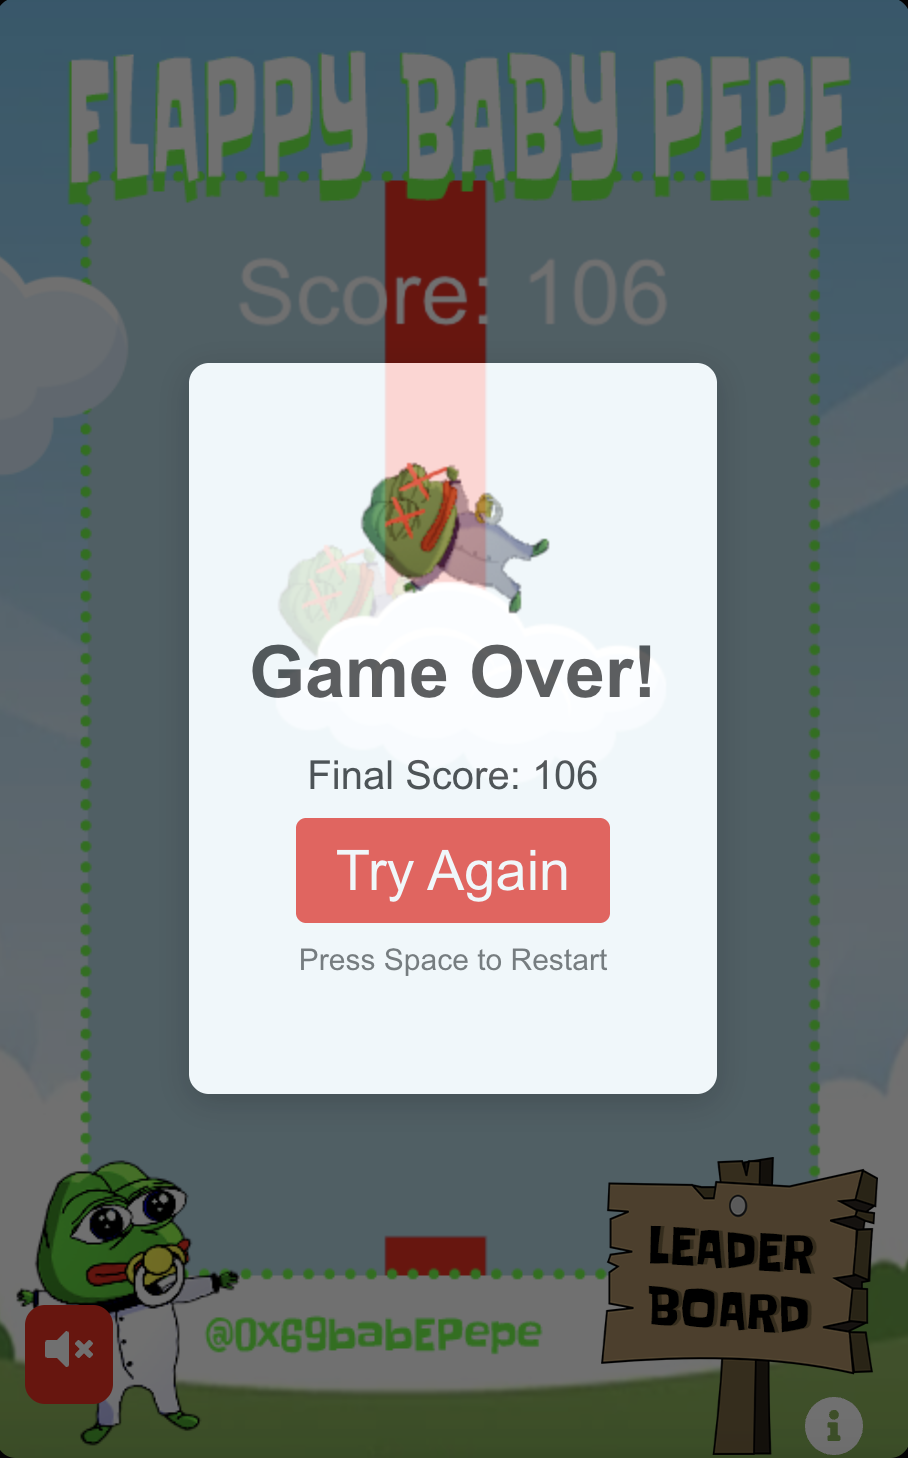 FLAPPY BABY PEPE
Score: 106
Game Over!
Final Score: 106
Try Again
Press Space to Restart
LEADER
BOARD
@0x69babEPepe
i